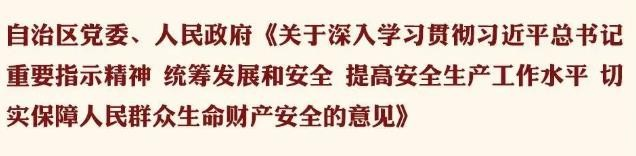 自治区党委、人民政府《关于深入学习贯彻习近平总书记
重要指示精神 统筹发展和安全 提高安全生产工作水平 切
实保障人民群众生命财产安全的意见》